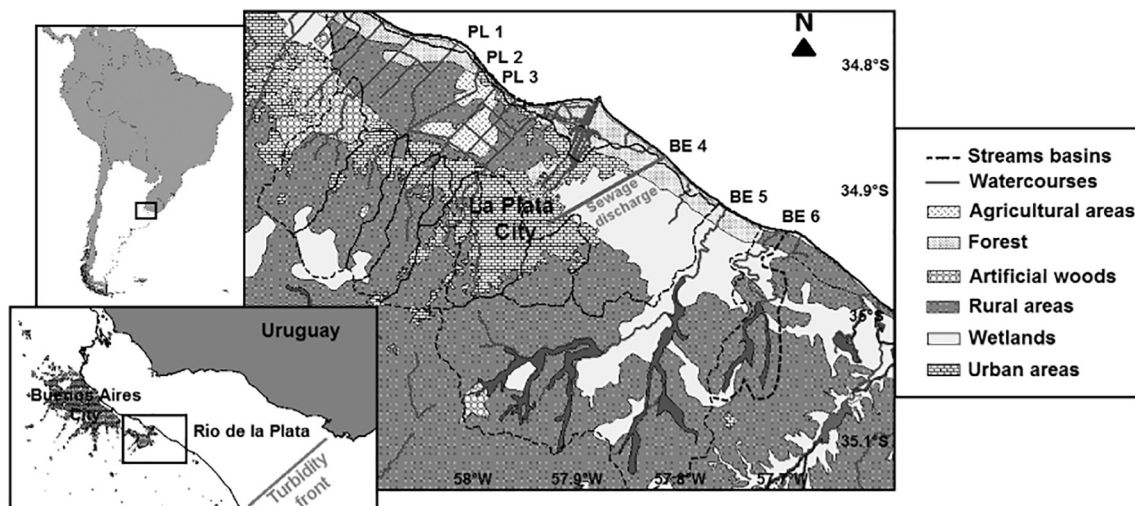 PL 1
PL 2
PL 3
N
34.8°S
BE 4
34.9°S
BE 5
BE 6
La Plata
City
Sewage
discharge
35°S
35.1°S
58°W
57.9°W
57.8°W
57.7°W
Streams basins
Watercourses
Agricultural areas
Forest
Artificial woods
Rural areas
Wetlands
Urban areas
Uruguay
Buenos Aires
City
Rio de la Plata
Turbidity
front